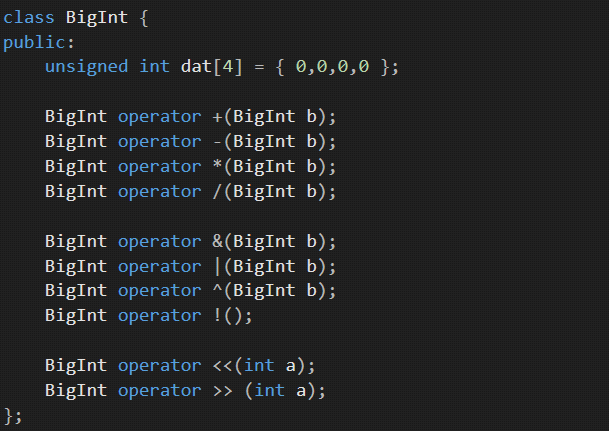 class BigInt {
public:
    unsigned int dat[4] = { 0,0,0,0 };

    BigInt operator +(BigInt b);
    BigInt operator -(BigInt b);
    BigInt operator *(BigInt b);
    BigInt operator /(BigInt b);

    BigInt operator &(BigInt b);
    BigInt operator |(BigInt b);
    BigInt operator ^(BigInt b);
    BigInt operator !();

    BigInt operator <<(int a);
    BigInt operator >> (int a);
};